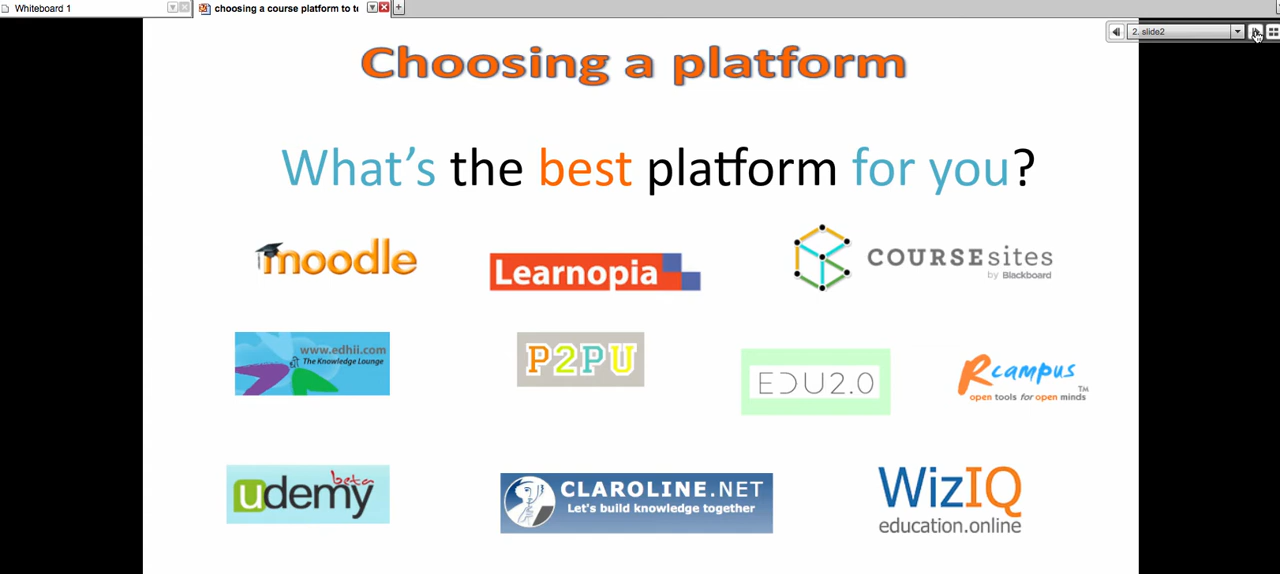 Whiteboard 1
choosing a course platform to te
2. slide2
Choosing a platform
What's the best platform for you?
moodle
Learnopia
COURSEsites
by Blackboard
www.edhii.com
The Knowledge Lounge
P2PU
EDU2.0
Rcampus
TM
open tools for open minds
udemy
beta
CLAROLINE.NET
Let's build knowledge together
WizIQ
education.online